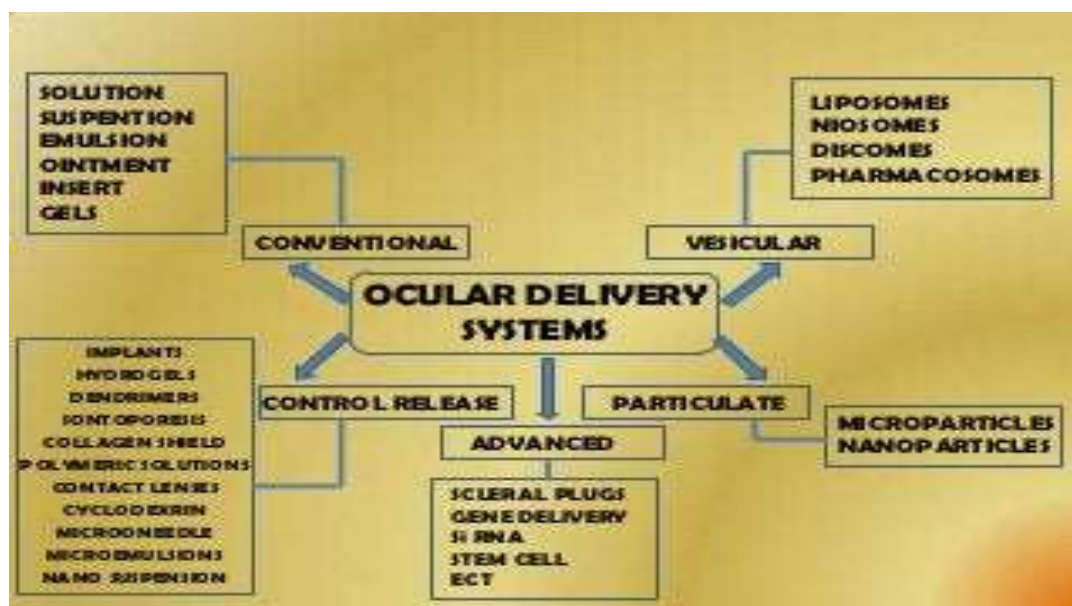 SOLUTION
SUSPENTION
EMULSION
OINTMENT
INSERT
GELS
LIPOSOMES
NIOSOMES
DISCOMES
PHARMACOSOMES
CONVENTIONAL
VESICULAR
OCULAR DELIVERY
SYSTEMS
IMPLANTS
HYDROGELS
DENDRIMERS
COLLAGEN SHIELD
POLYMERIC SOLUTIONS
CONTACT LENSES
CYCLODEXRIN
MICROONEEDLE
MICROEMULSIONS
NANO SUSPENSION
CONTROL RELEASE
ADVANCED
SCLERAL PLUGS
GENE DELIVERY
Si RNA
STEM CELL
ECT
PARTICULATE
MICROPARTICLES
NANOPARTICLES